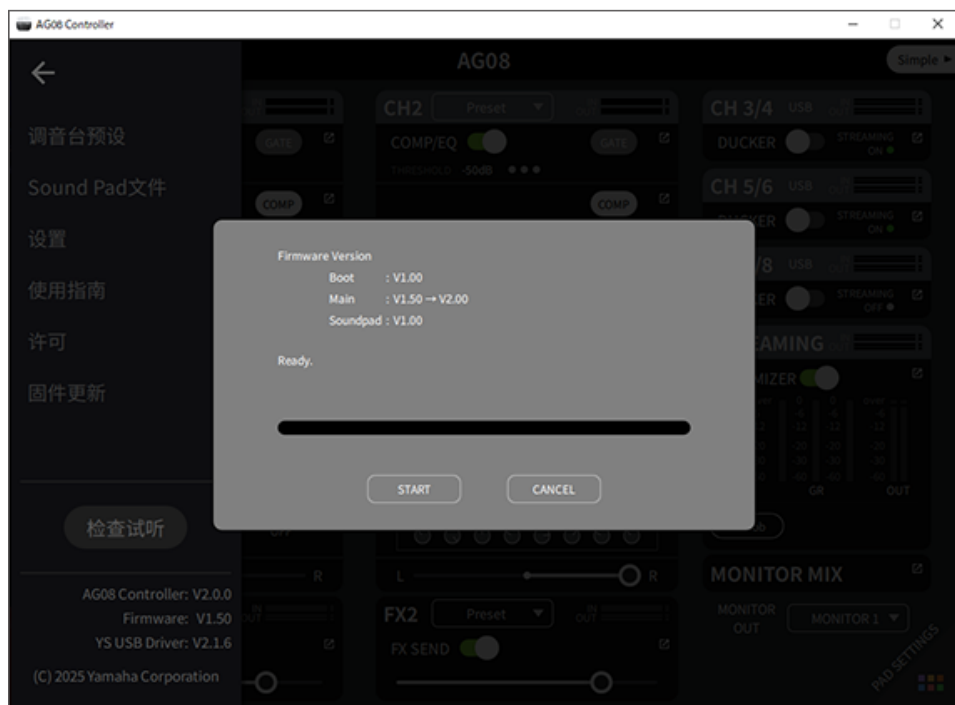 AG08 Controller
AG08
Simple ▶
调音台预设
Sound Pad文件
设置
使用指南
许可
固件更新
检查试听
AG08 Controller: V2.0.0
Firmware: V1.50
YS USB Driver: V2.1.6
(C) 2025 Yamaha Corporation
GATE
COMP
CH2 Preset
COMP/EQ GATE
THRESHOLD -50dB
COMP
CH 3/4 USB
DUCKER STREAMING ON
CH 5/6 USB
STREAMING ON
/8 USB
STREAMING OFF
Firmware Version
Boot : V1.00
Main : V1.50 → V2.00
Soundpad : V1.00
Ready.
START CANCEL
GR OUT
R
L R
FX2 Preset
FX SEND
MONITOR MIX
MONITOR OUT MONITOR 1
PAD SETTINGS